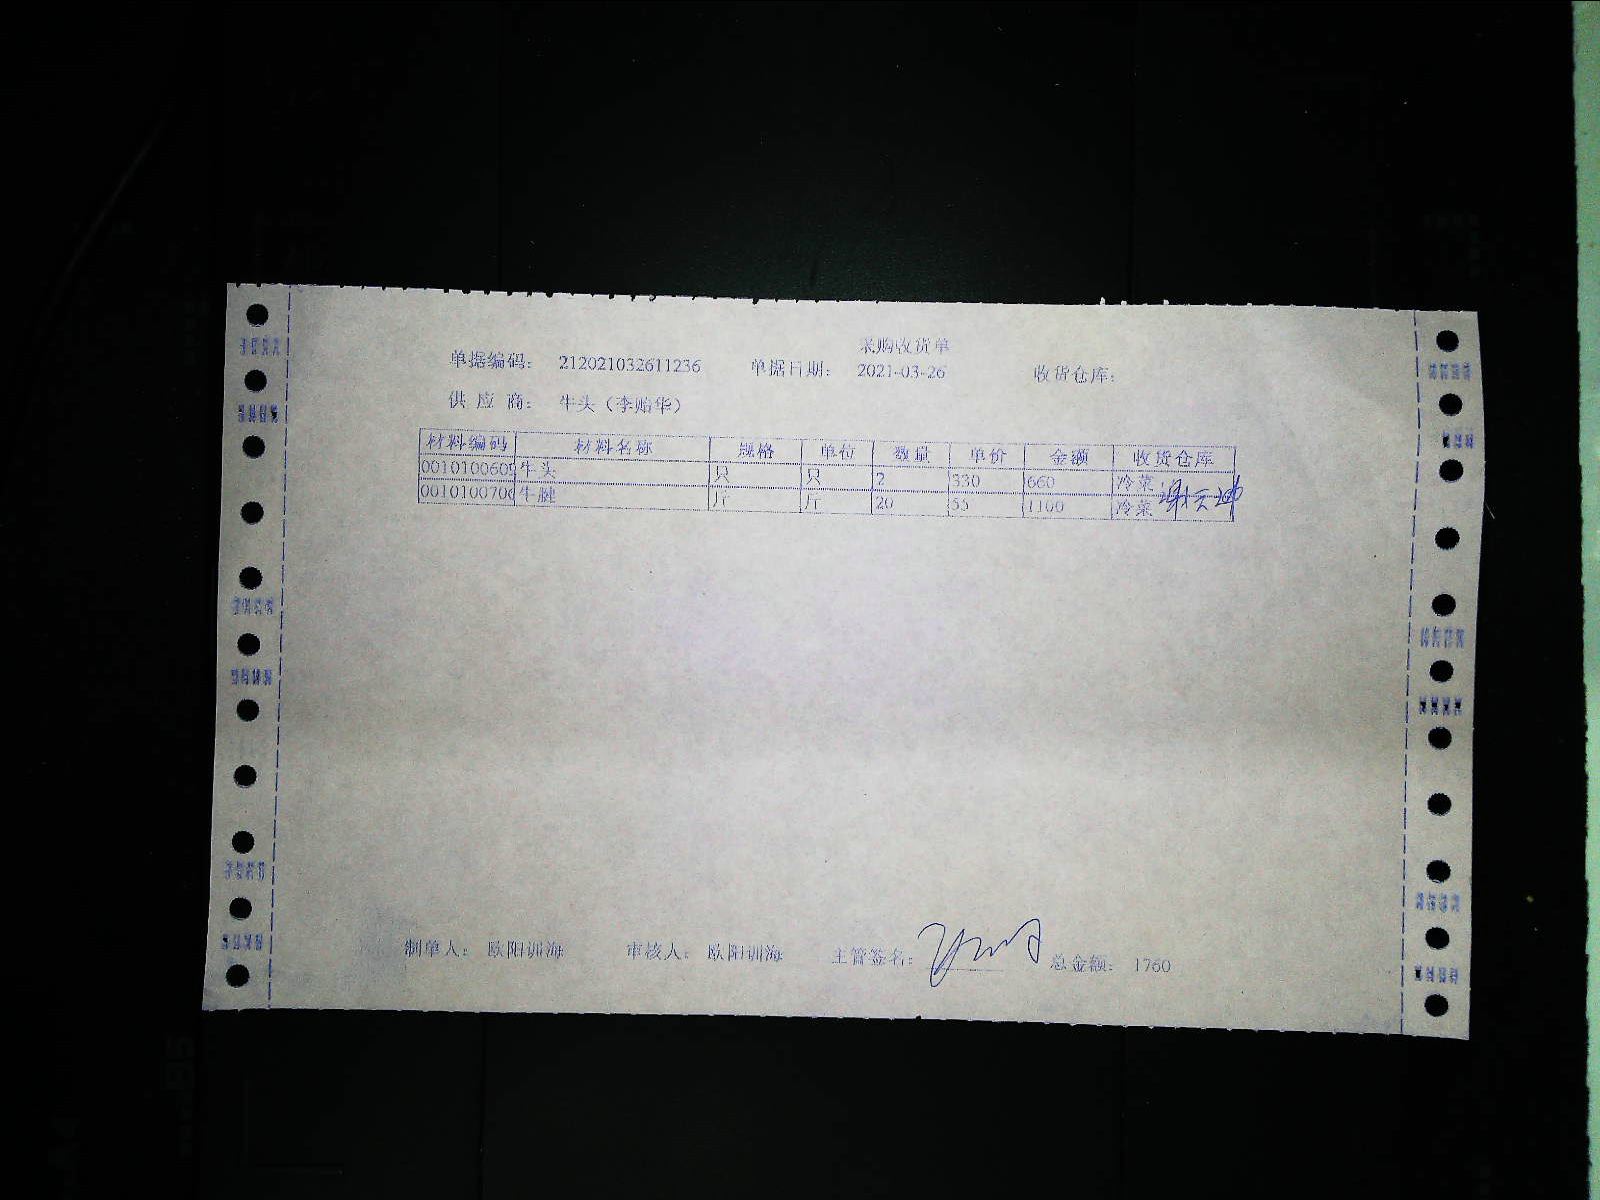 采购收货单
单据编码： 212021032611236 单据日期： 2021-03-26 收货仓库：
供 应 商： 牛头（李贻华）
材料编码 材料名称 规格 单位 数量 单价 金额 收货仓库
0010100609 牛头 只 只 2 330 660 冷菜
0010100706 牛腱 斤 斤 20 55 1100 冷菜
制单人： 欧阳训海 审核人： 欧阳训海 主管签名： 总金额： 1760